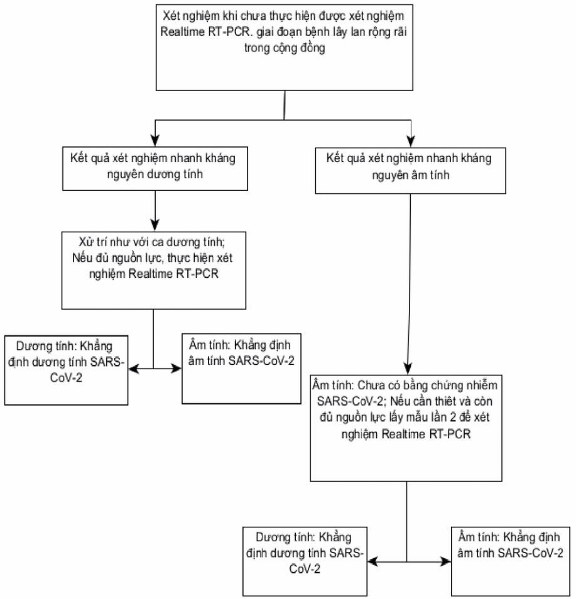 Xét nghiệm khi chưa thực hiện được xét nghiệm
Realtime RT-PCR. giai đoạn bệnh lây lan rộng rãi
trong cộng đồng
Kết quả xét nghiệm nhanh kháng
nguyên dương tính
Kết quả xét nghiệm nhanh kháng
nguyên âm tính
Xử trí như với ca dương tính;
Nếu đủ nguồn lực, thực hiện xét
nghiệm Realtime RT-PCR
Dương tính: Khẳng
định dương tính SARS-
CoV-2
Âm tính: Khẳng định
âm tính SARS-CoV-2
Âm tính: Chưa có bằng chứng nhiễm
SARS-CoV-2; Nếu cần thiêt và còn
đủ nguồn lực lấy mẫu lần 2 để xét
nghiệm Realtime RT-PCR
Dương tính: Khẳng
định dương tính SARS-
CoV-2
Âm tính: Khẳng định
âm tính SARS-CoV-2